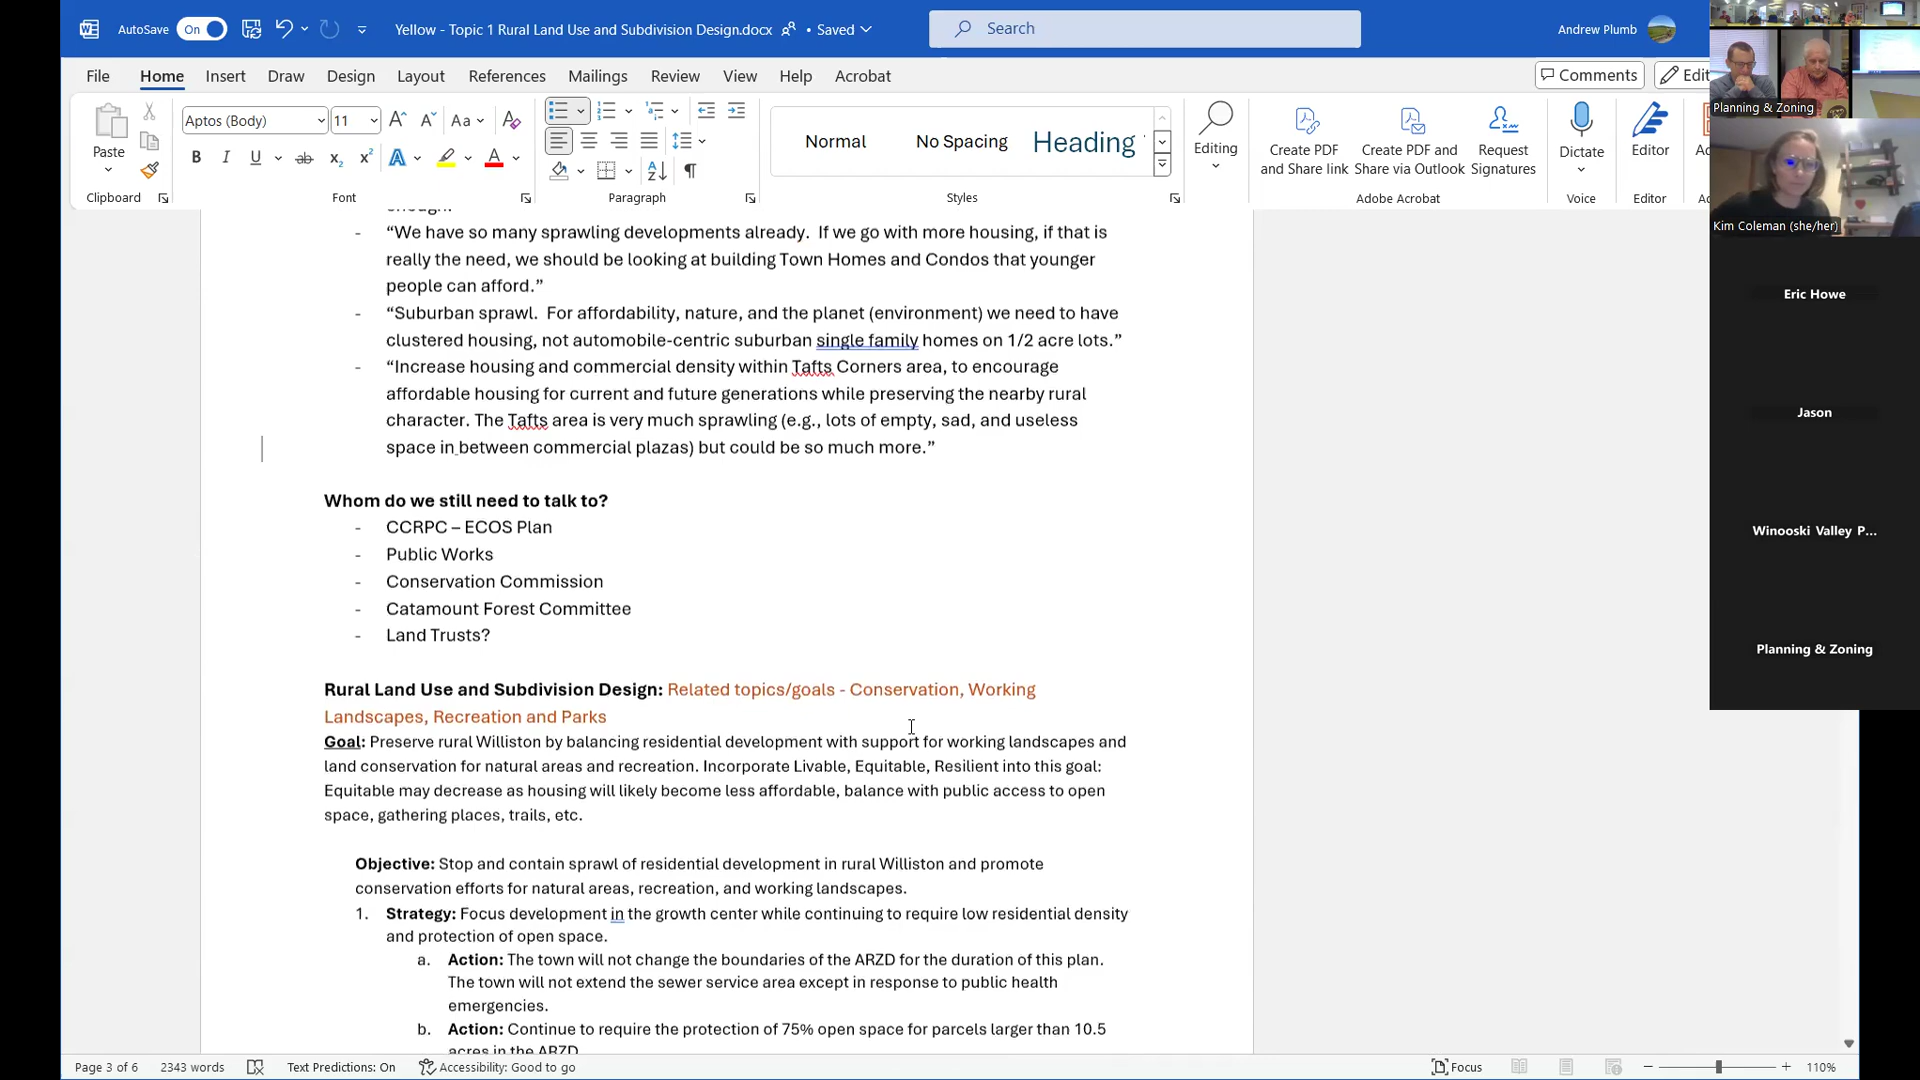 AutoSave On Yellow - Topic 1 Rural Land Use and Subdivision Design.docx • Saved Search Andrew Plumb
File Home Insert Draw Design Layout References Mailings Review View Help Acrobat Comments Edit
Paste Aptos (Body) 11 Aa Normal No Spacing Heading Editing Create PDF and Share link Create PDF and Share via Outlook Request Signatures Dictate Editor
Clipboard Font Paragraph Styles Adobe Acrobat Voice Editor
Planning & Zoning
Kim Coleman (she/her)
Eric Howe
Jason
Winooski Valley P...
Planning & Zoning
enough.
- “We have so many sprawling developments already. If we go with more housing, if that is
really the need, we should be looking at building Town Homes and Condos that younger
people can afford.”
- “Suburban sprawl. For affordability, nature, and the planet (environment) we need to have
clustered housing, not automobile-centric suburban single family homes on 1/2 acre lots.”
- “Increase housing and commercial density within Tafts Corners area, to encourage
affordable housing for current and future generations while preserving the nearby rural
character. The Tafts area is very much sprawling (e.g., lots of empty, sad, and useless
space in between commercial plazas) but could be so much more.”
Whom do we still need to talk to?
- CCRPC – ECOS Plan
- Public Works
- Conservation Commission
- Catamount Forest Committee
- Land Trusts?
Rural Land Use and Subdivision Design: Related topics/goals - Conservation, Working
Landscapes, Recreation and Parks
Goal: Preserve rural Williston by balancing residential development with support for working landscapes and
land conservation for natural areas and recreation. Incorporate Livable, Equitable, Resilient into this goal:
Equitable may decrease as housing will likely become less affordable, balance with public access to open
space, gathering places, trails, etc.
Objective: Stop and contain sprawl of residential development in rural Williston and promote
conservation efforts for natural areas, recreation, and working landscapes.
1. Strategy: Focus development in the growth center while continuing to require low residential density
and protection of open space.
a. Action: The town will not change the boundaries of the ARZD for the duration of this plan.
The town will not extend the sewer service area except in response to public health
emergencies.
b. Action: Continue to require the protection of 75% open space for parcels larger than 10.5
acres in the ARZD
Page 3 of 6 2343 words Text Predictions: On Accessibility: Good to go Focus 110%